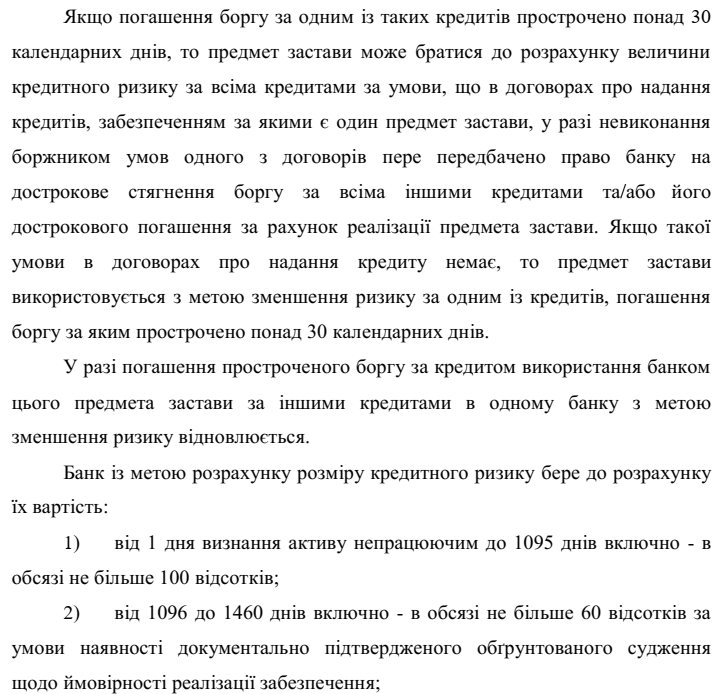 Якщо погашення боргу за одним із таких кредитів прострочено понад 30
календарних днів, то предмет застави може братися до розрахунку величини
кредитного ризику за всіма кредитами за умови, що в договорах про надання
кредитів, забезпеченням за якими є один предмет застави, у разі невиконання
боржником умов одного з договорів пере передбачено право банку на
дострокове стягнення боргу за всіма іншими кредитами та/або його
дострокового погашення за рахунок реалізації предмета застави. Якщо такої
умови в договорах про надання кредиту немає, то предмет застави
використовується з метою зменшення ризику за одним із кредитів, погашення
боргу за яким прострочено понад 30 календарних днів.
У разі погашення простроченого боргу за кредитом використання банком
цього предмета застави за іншими кредитами в одному банку з метою
зменшення ризику відновлюється.
Банк із метою розрахунку розміру кредитного ризику бере до розрахунку
їх вартість:
1) від 1 дня визнання активу непрацюючим до 1095 днів включно - в
обсязі не більше 100 відсотків;
2) від 1096 до 1460 днів включно - в обсязі не більше 60 відсотків за
умови наявності документально підтвердженого обґрунтованого судження
щодо ймовірності реалізації забезпечення;